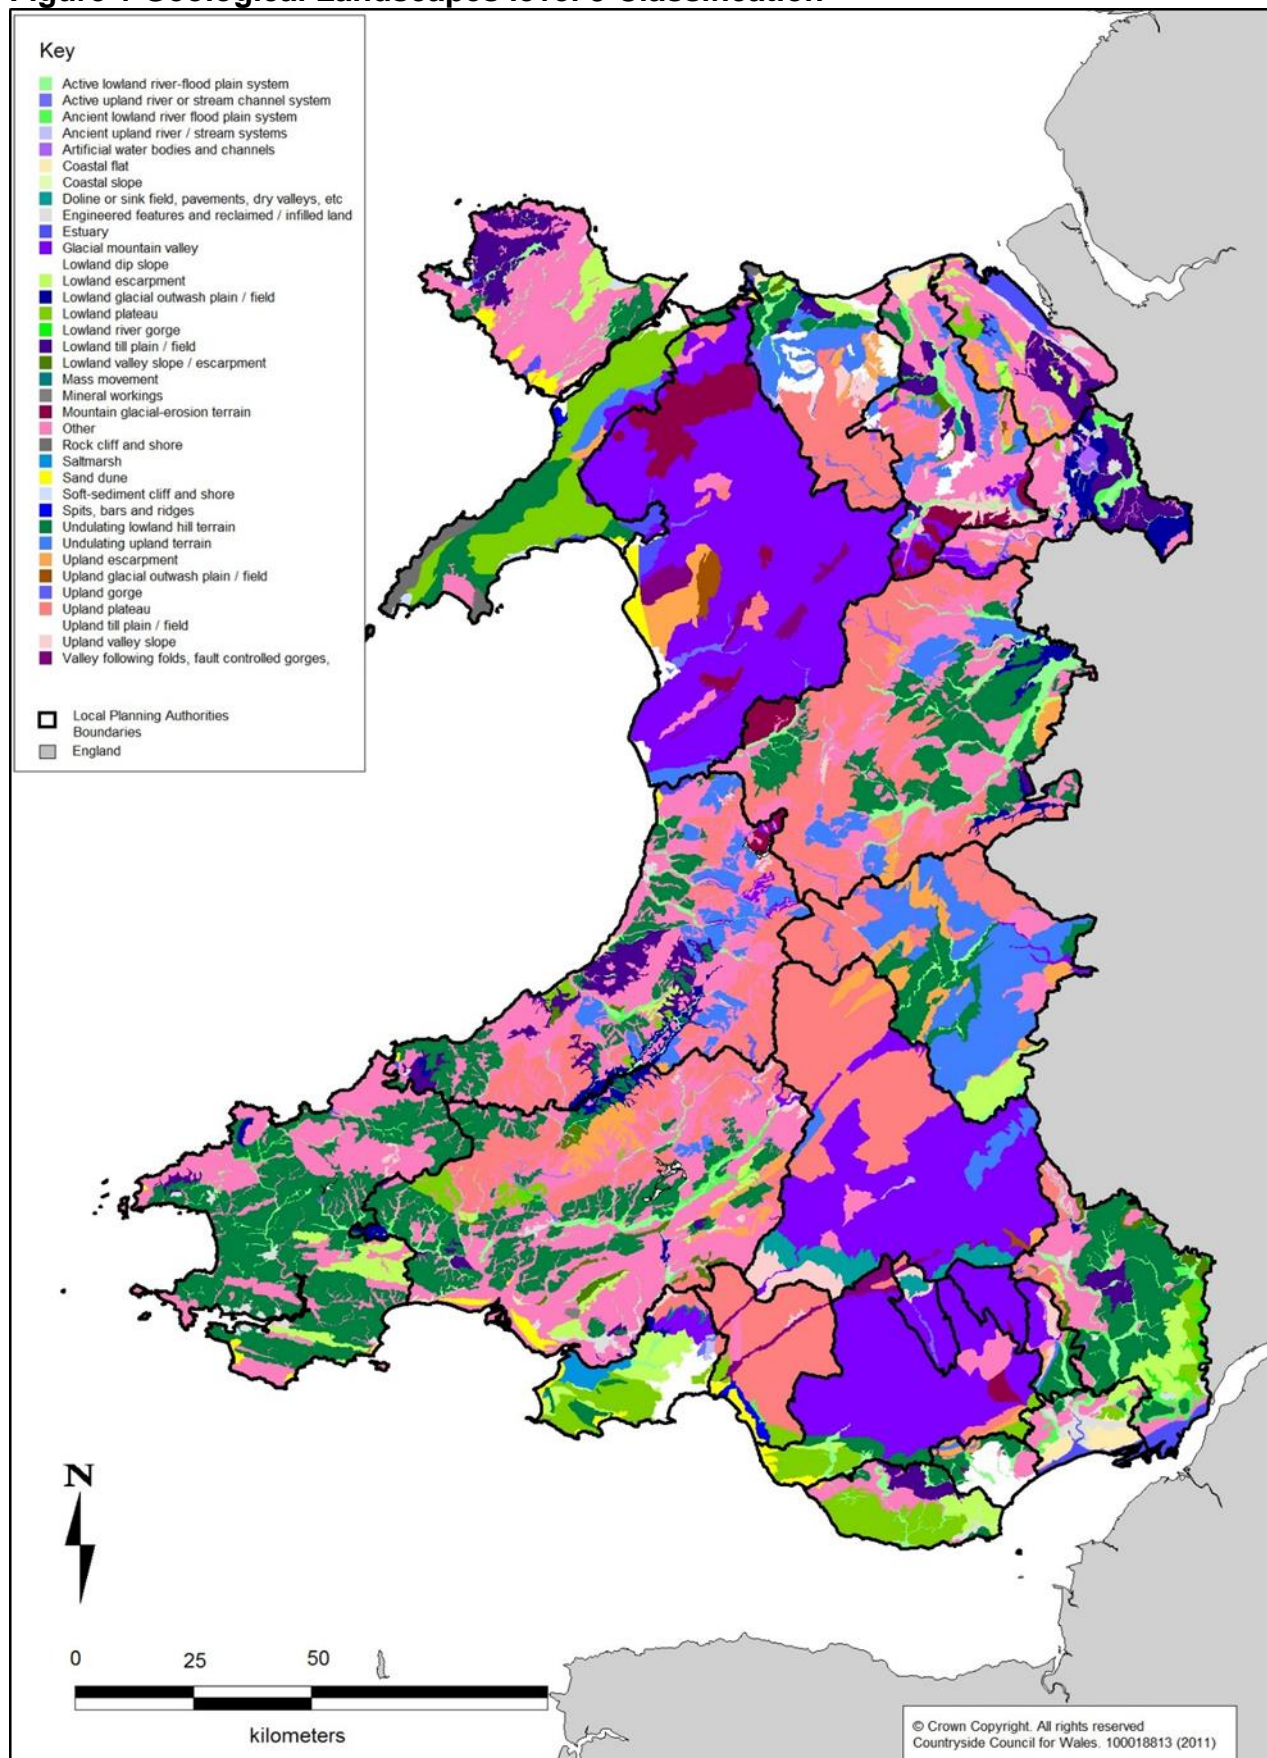 Figure 1 Geological Landscapes level 3 Classification
Key
Active lowland river-flood plain system
Active upland river or stream channel system
Ancient lowland river flood plain system
Ancient upland river / stream systems
Artificial water bodies and channels
Coastal flat
Coastal slope
Doline or sink field, pavements, dry valleys, etc
Engineered features and reclaimed / infilled land
Estuary
Glacial mountain valley
Lowland dip slope
Lowland escarpment
Lowland glacial outwash plain / field
Lowland plateau
Lowland river gorge
Lowland till plain / field
Lowland valley slope / escarpment
Mass movement
Mineral workings
Mountain glacial-erosion terrain
Other
Rock cliff and shore
Saltmarsh
Sand dune
Soft-sediment cliff and shore
Spits, bars and ridges
Undulating lowland hill terrain
Undulating upland terrain
Upland escarpment
Upland glacial outwash plain / field
Upland gorge
Upland plateau
Upland till plain / field
Upland valley slope
Valley following folds, fault controlled gorges,
Local Planning Authorities
Boundaries
England
N
0 25 50
kilometers
© Crown Copyright. All rights reserved
Countryside Council for Wales. 100018813 (2011)